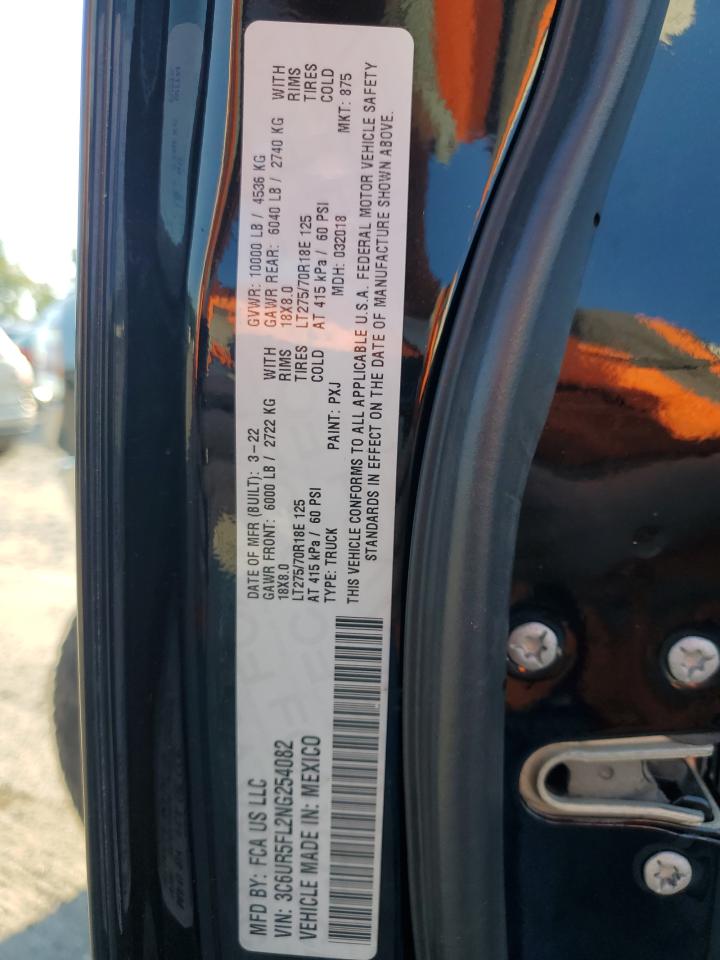 MFD BY: FCA US LLC
VIN: 3C6UR5FL2NG254082
VEHICLE MADE IN: MEXICO
DATE OF MFR (BUILT): 3-22 GVWR: 10000 LB / 4536 KG
GAWR FRONT: 6000 LB / 2722 KG WITH GAWR REAR: 6040 LB / 2740 KG WITH
18X8.0 RIMS 18X8.0 RIMS
LT275/70R18E 125 TIRES LT275/70R18E 125 TIRES
AT 415 kPa / 60 PSI COLD AT 415 kPa / 60 PSI COLD
TYPE: TRUCK PAINT: PXJ MDH: 032018 MKT: 875
THIS VEHICLE CONFORMS TO ALL APPLICABLE U.S.A. FEDERAL MOTOR VEHICLE SAFETY
STANDARDS IN EFFECT ON THE DATE OF MANUFACTURE SHOWN ABOVE.